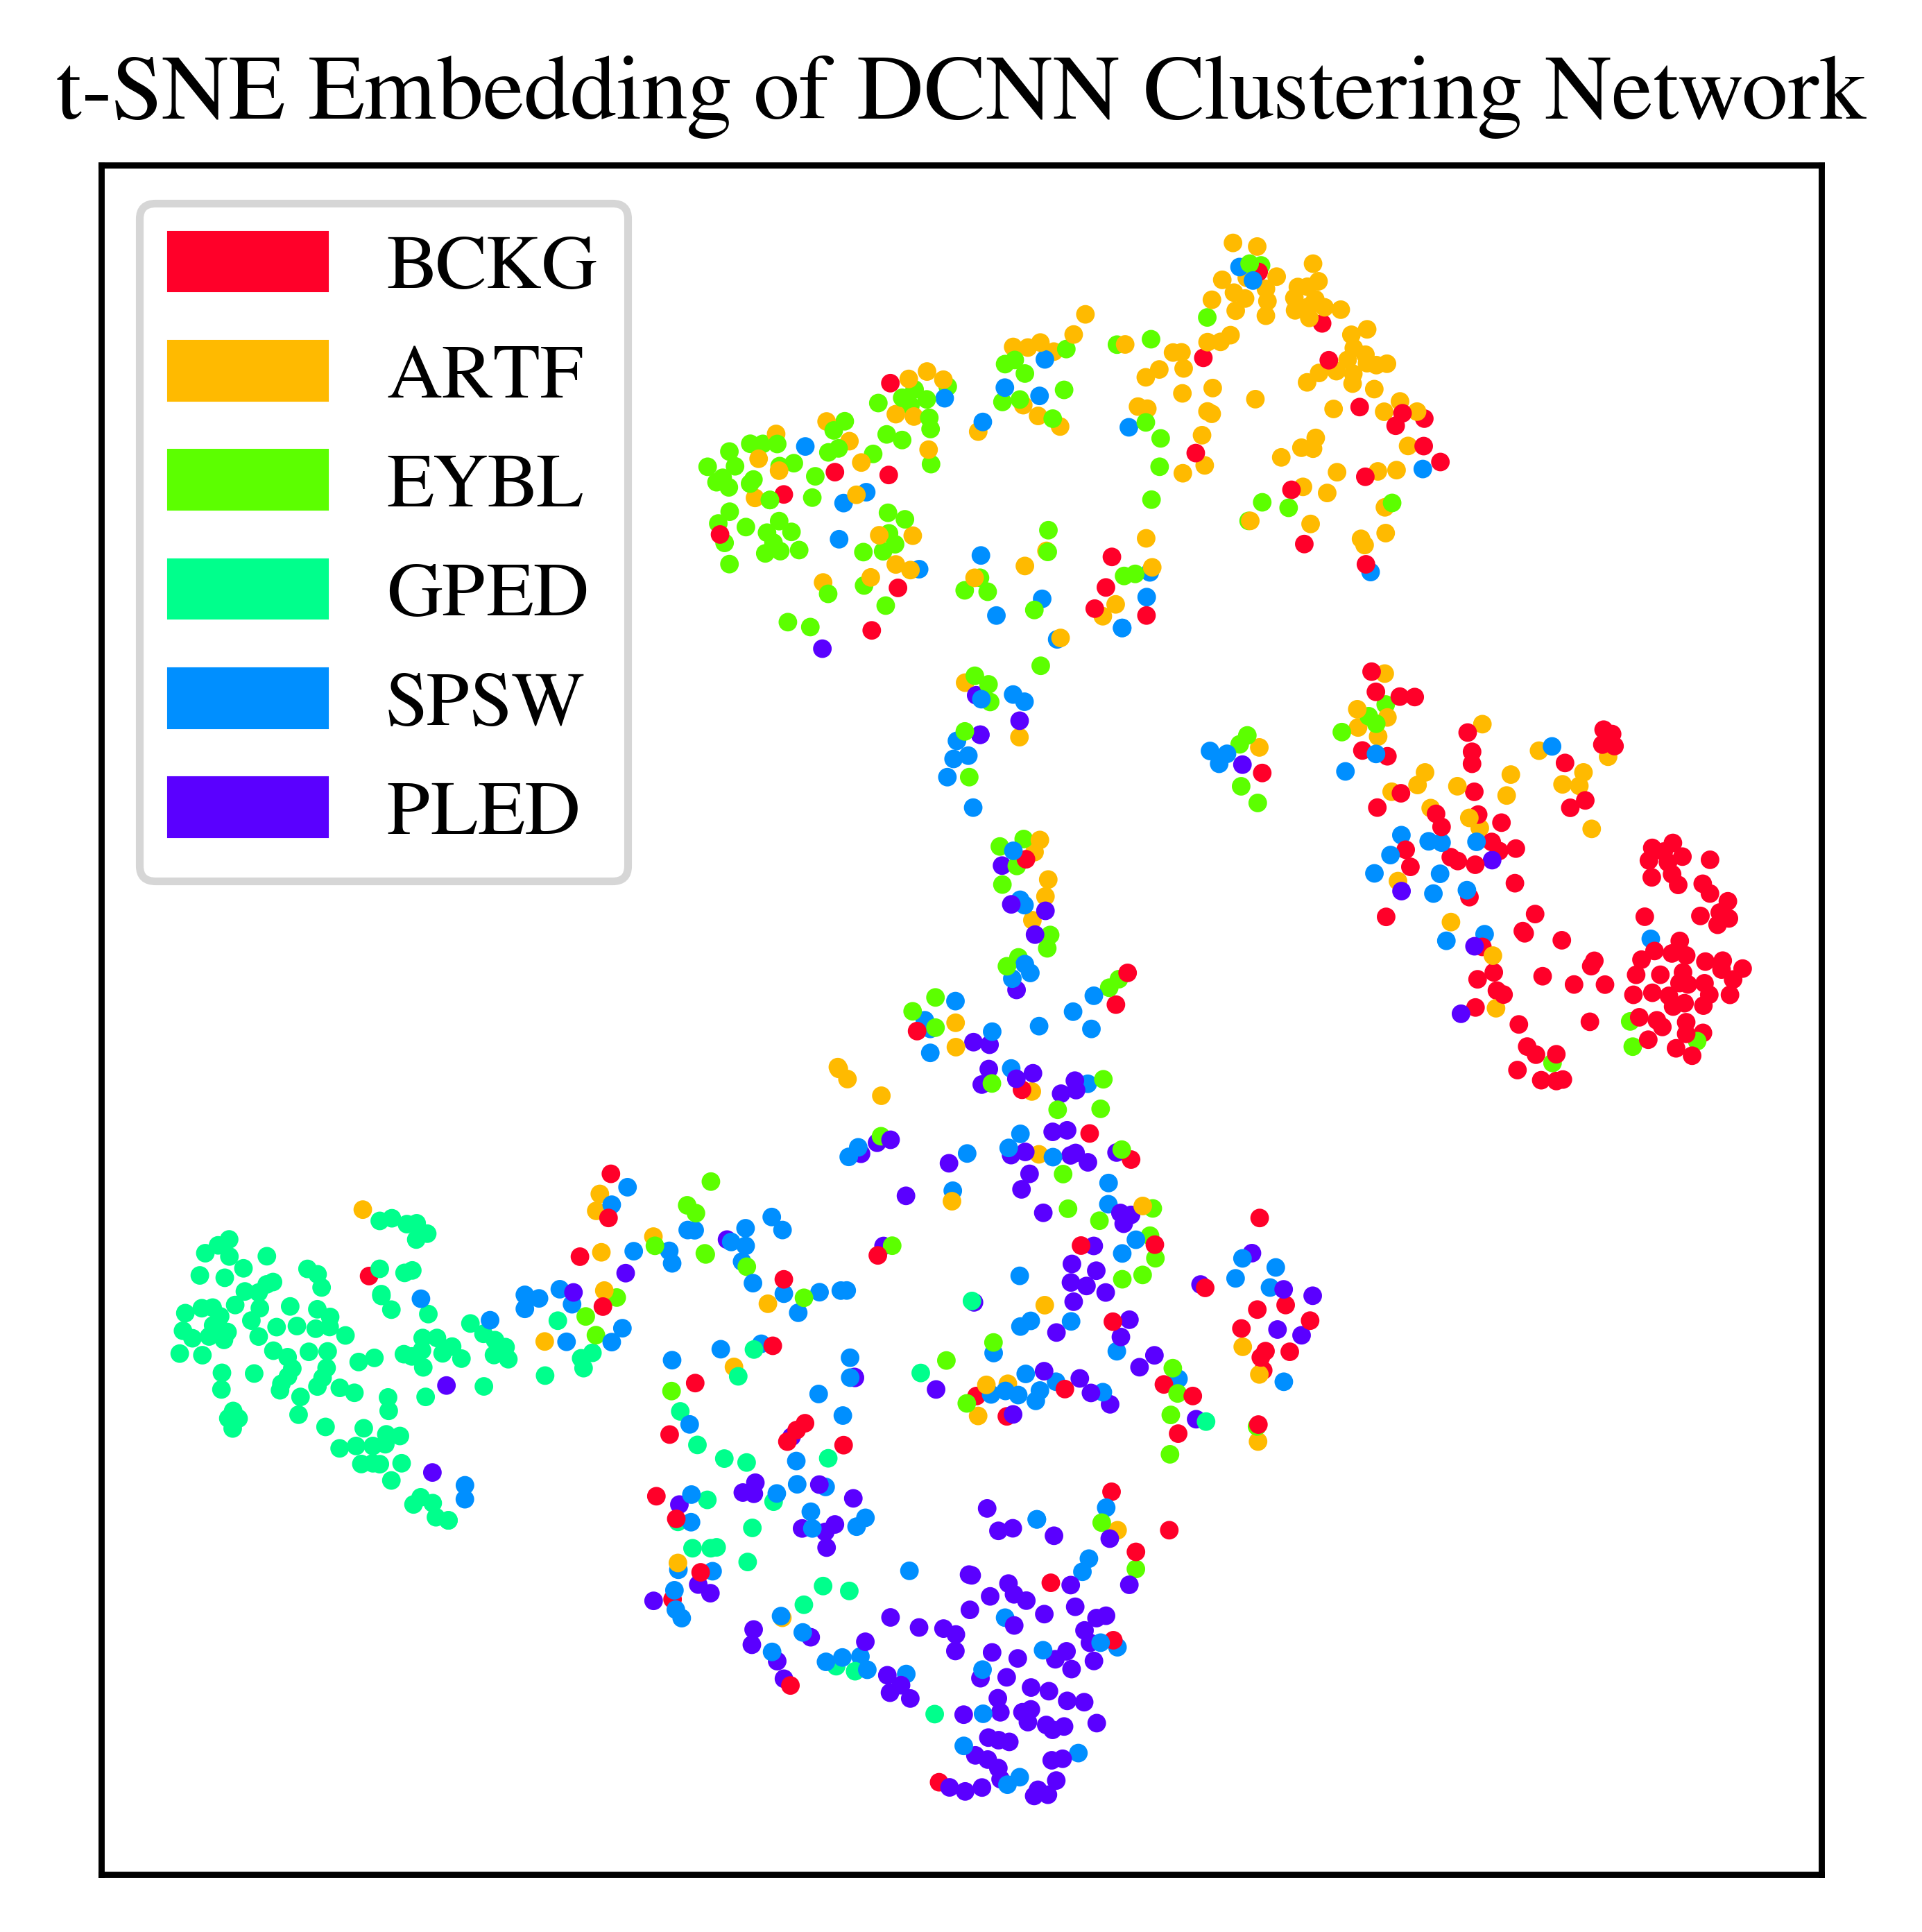 t-SNE Embedding of DCNN Clustering Network
BCKG
ARTF
EYBL
GPED
SPSW
PLED